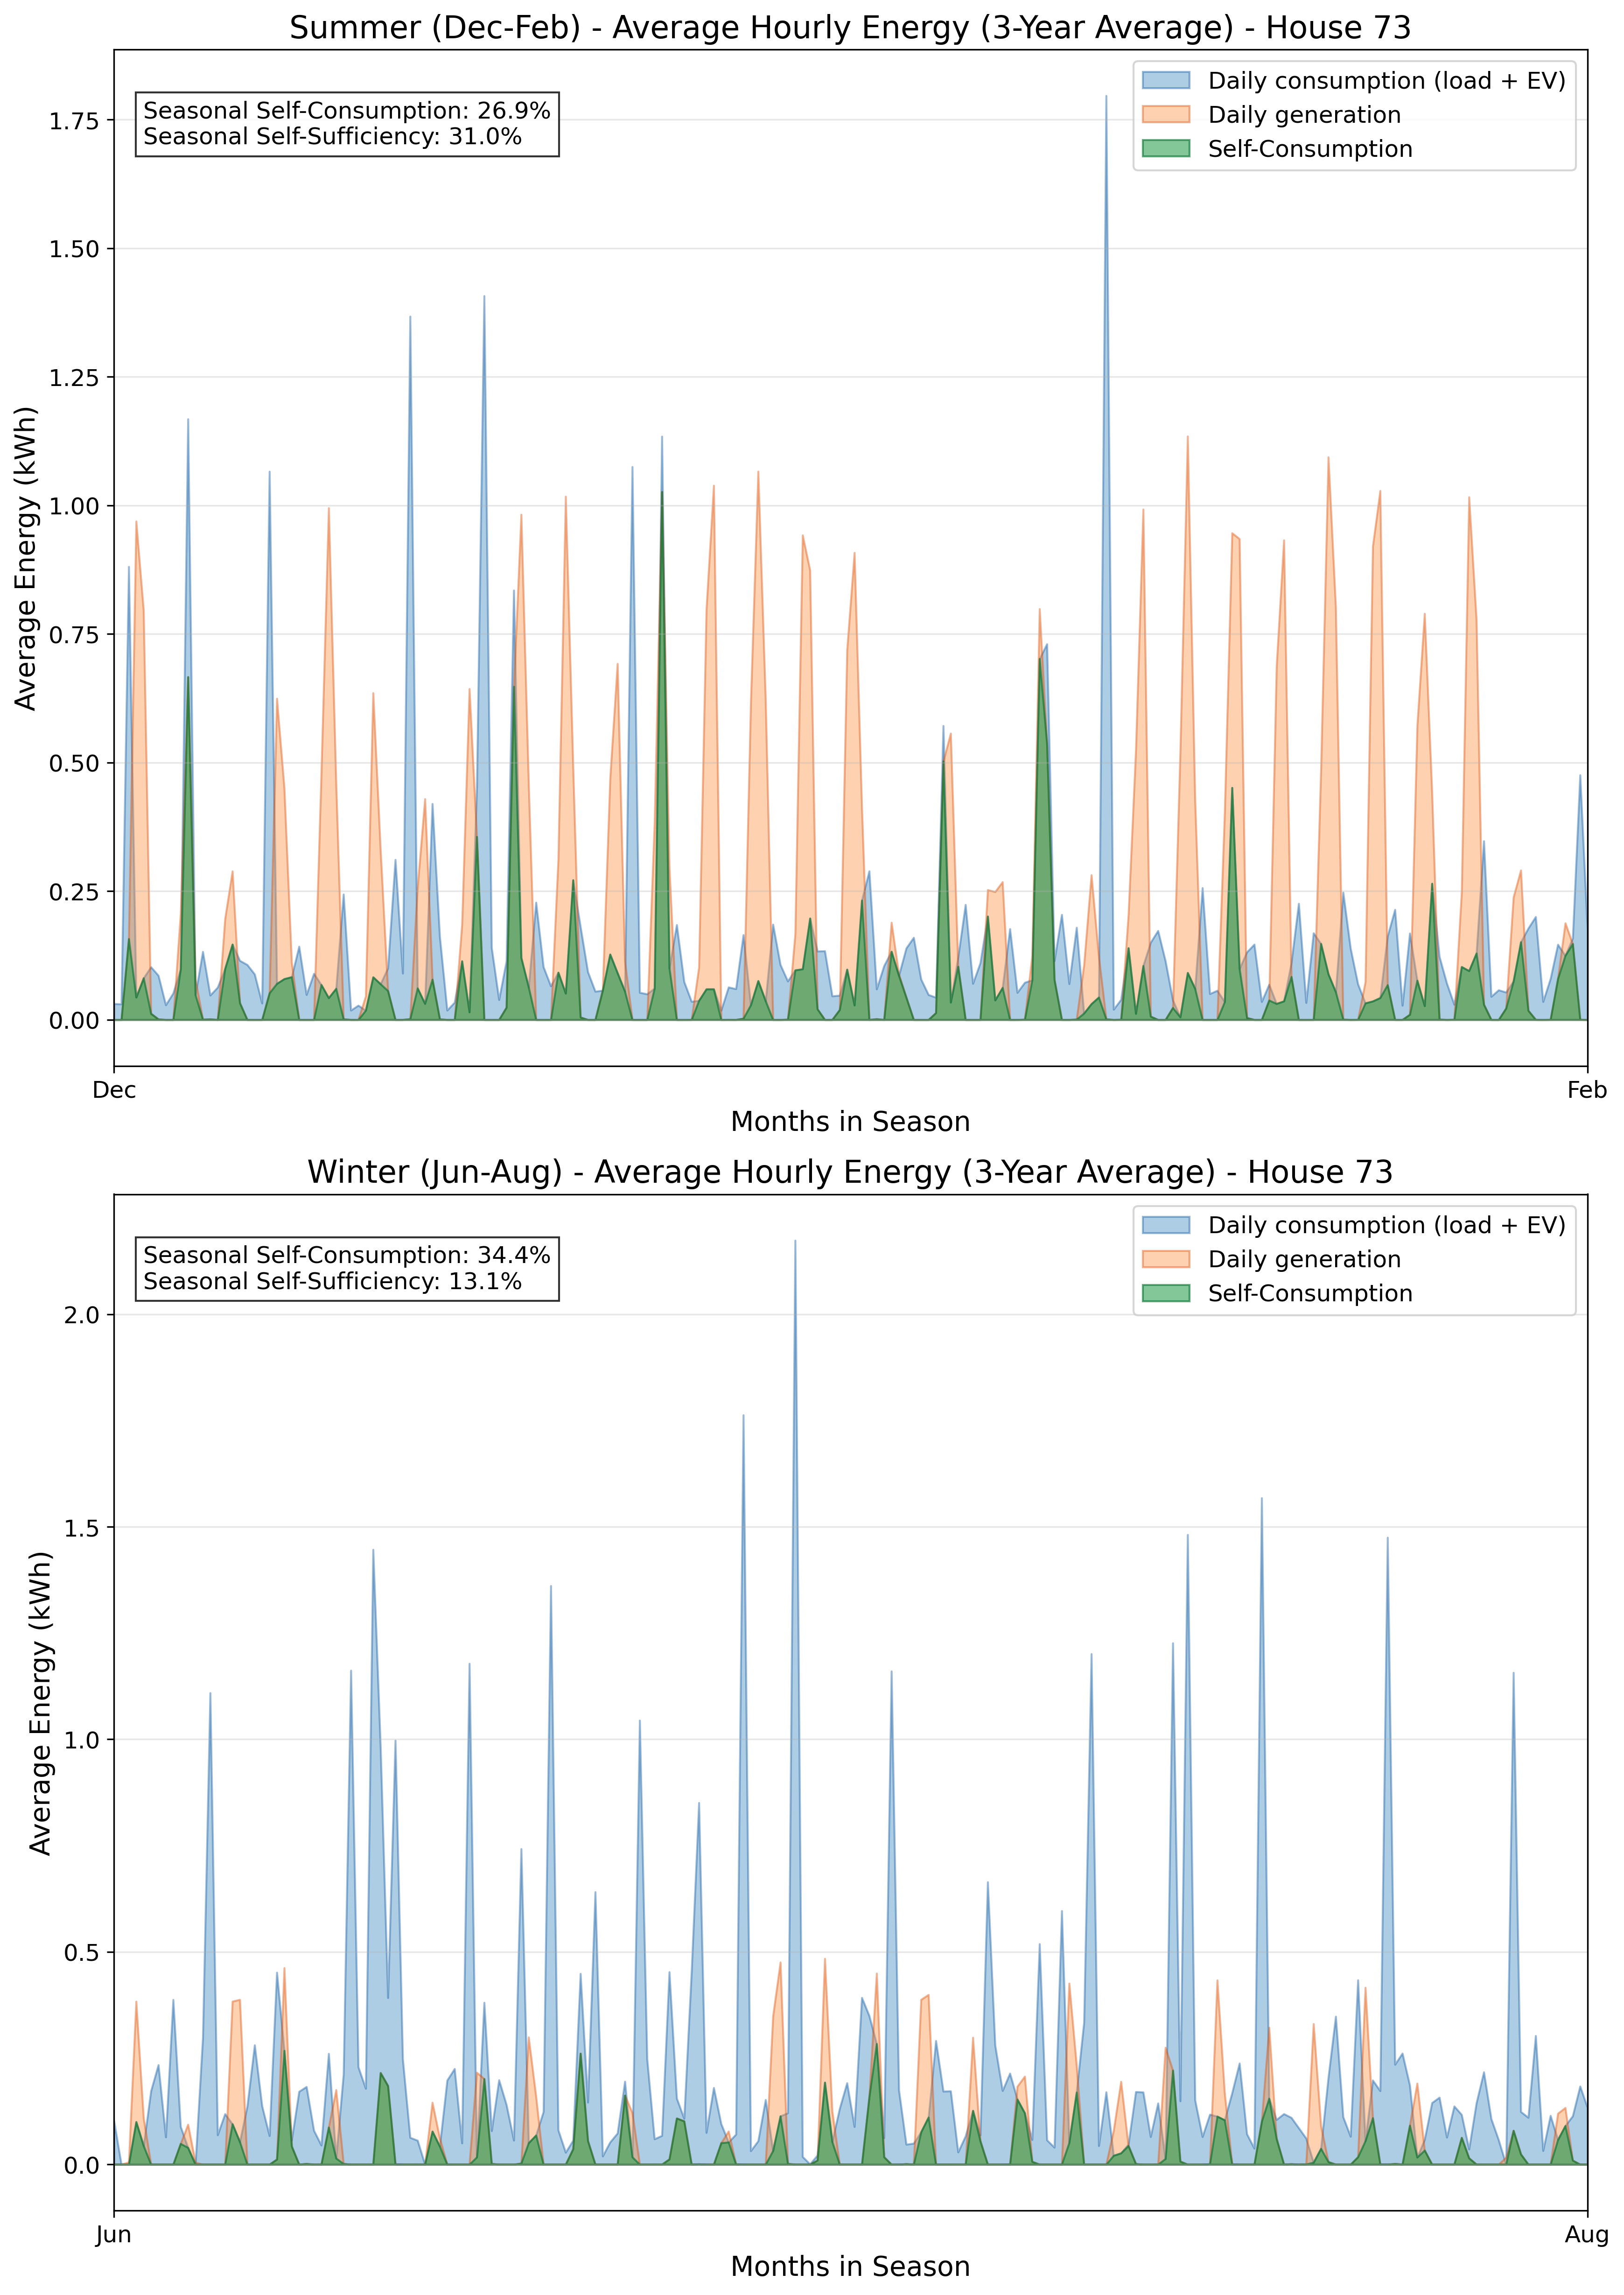 Summer (Dec-Feb) - Average Hourly Energy (3-Year Average) - House 73
Seasonal Self-Consumption: 26.9%
Seasonal Self-Sufficiency: 31.0%
Daily consumption (load + EV)
Daily generation
Self-Consumption
Average Energy (kWh)
1.75
1.50
1.25
1.00
0.75
0.50
0.25
0.00
Dec
Feb
Months in Season
Winter (Jun-Aug) - Average Hourly Energy (3-Year Average) - House 73
Seasonal Self-Consumption: 34.4%
Seasonal Self-Sufficiency: 13.1%
Daily consumption (load + EV)
Daily generation
Self-Consumption
Average Energy (kWh)
2.0
1.5
1.0
0.5
0.0
Jun
Aug
Months in Season